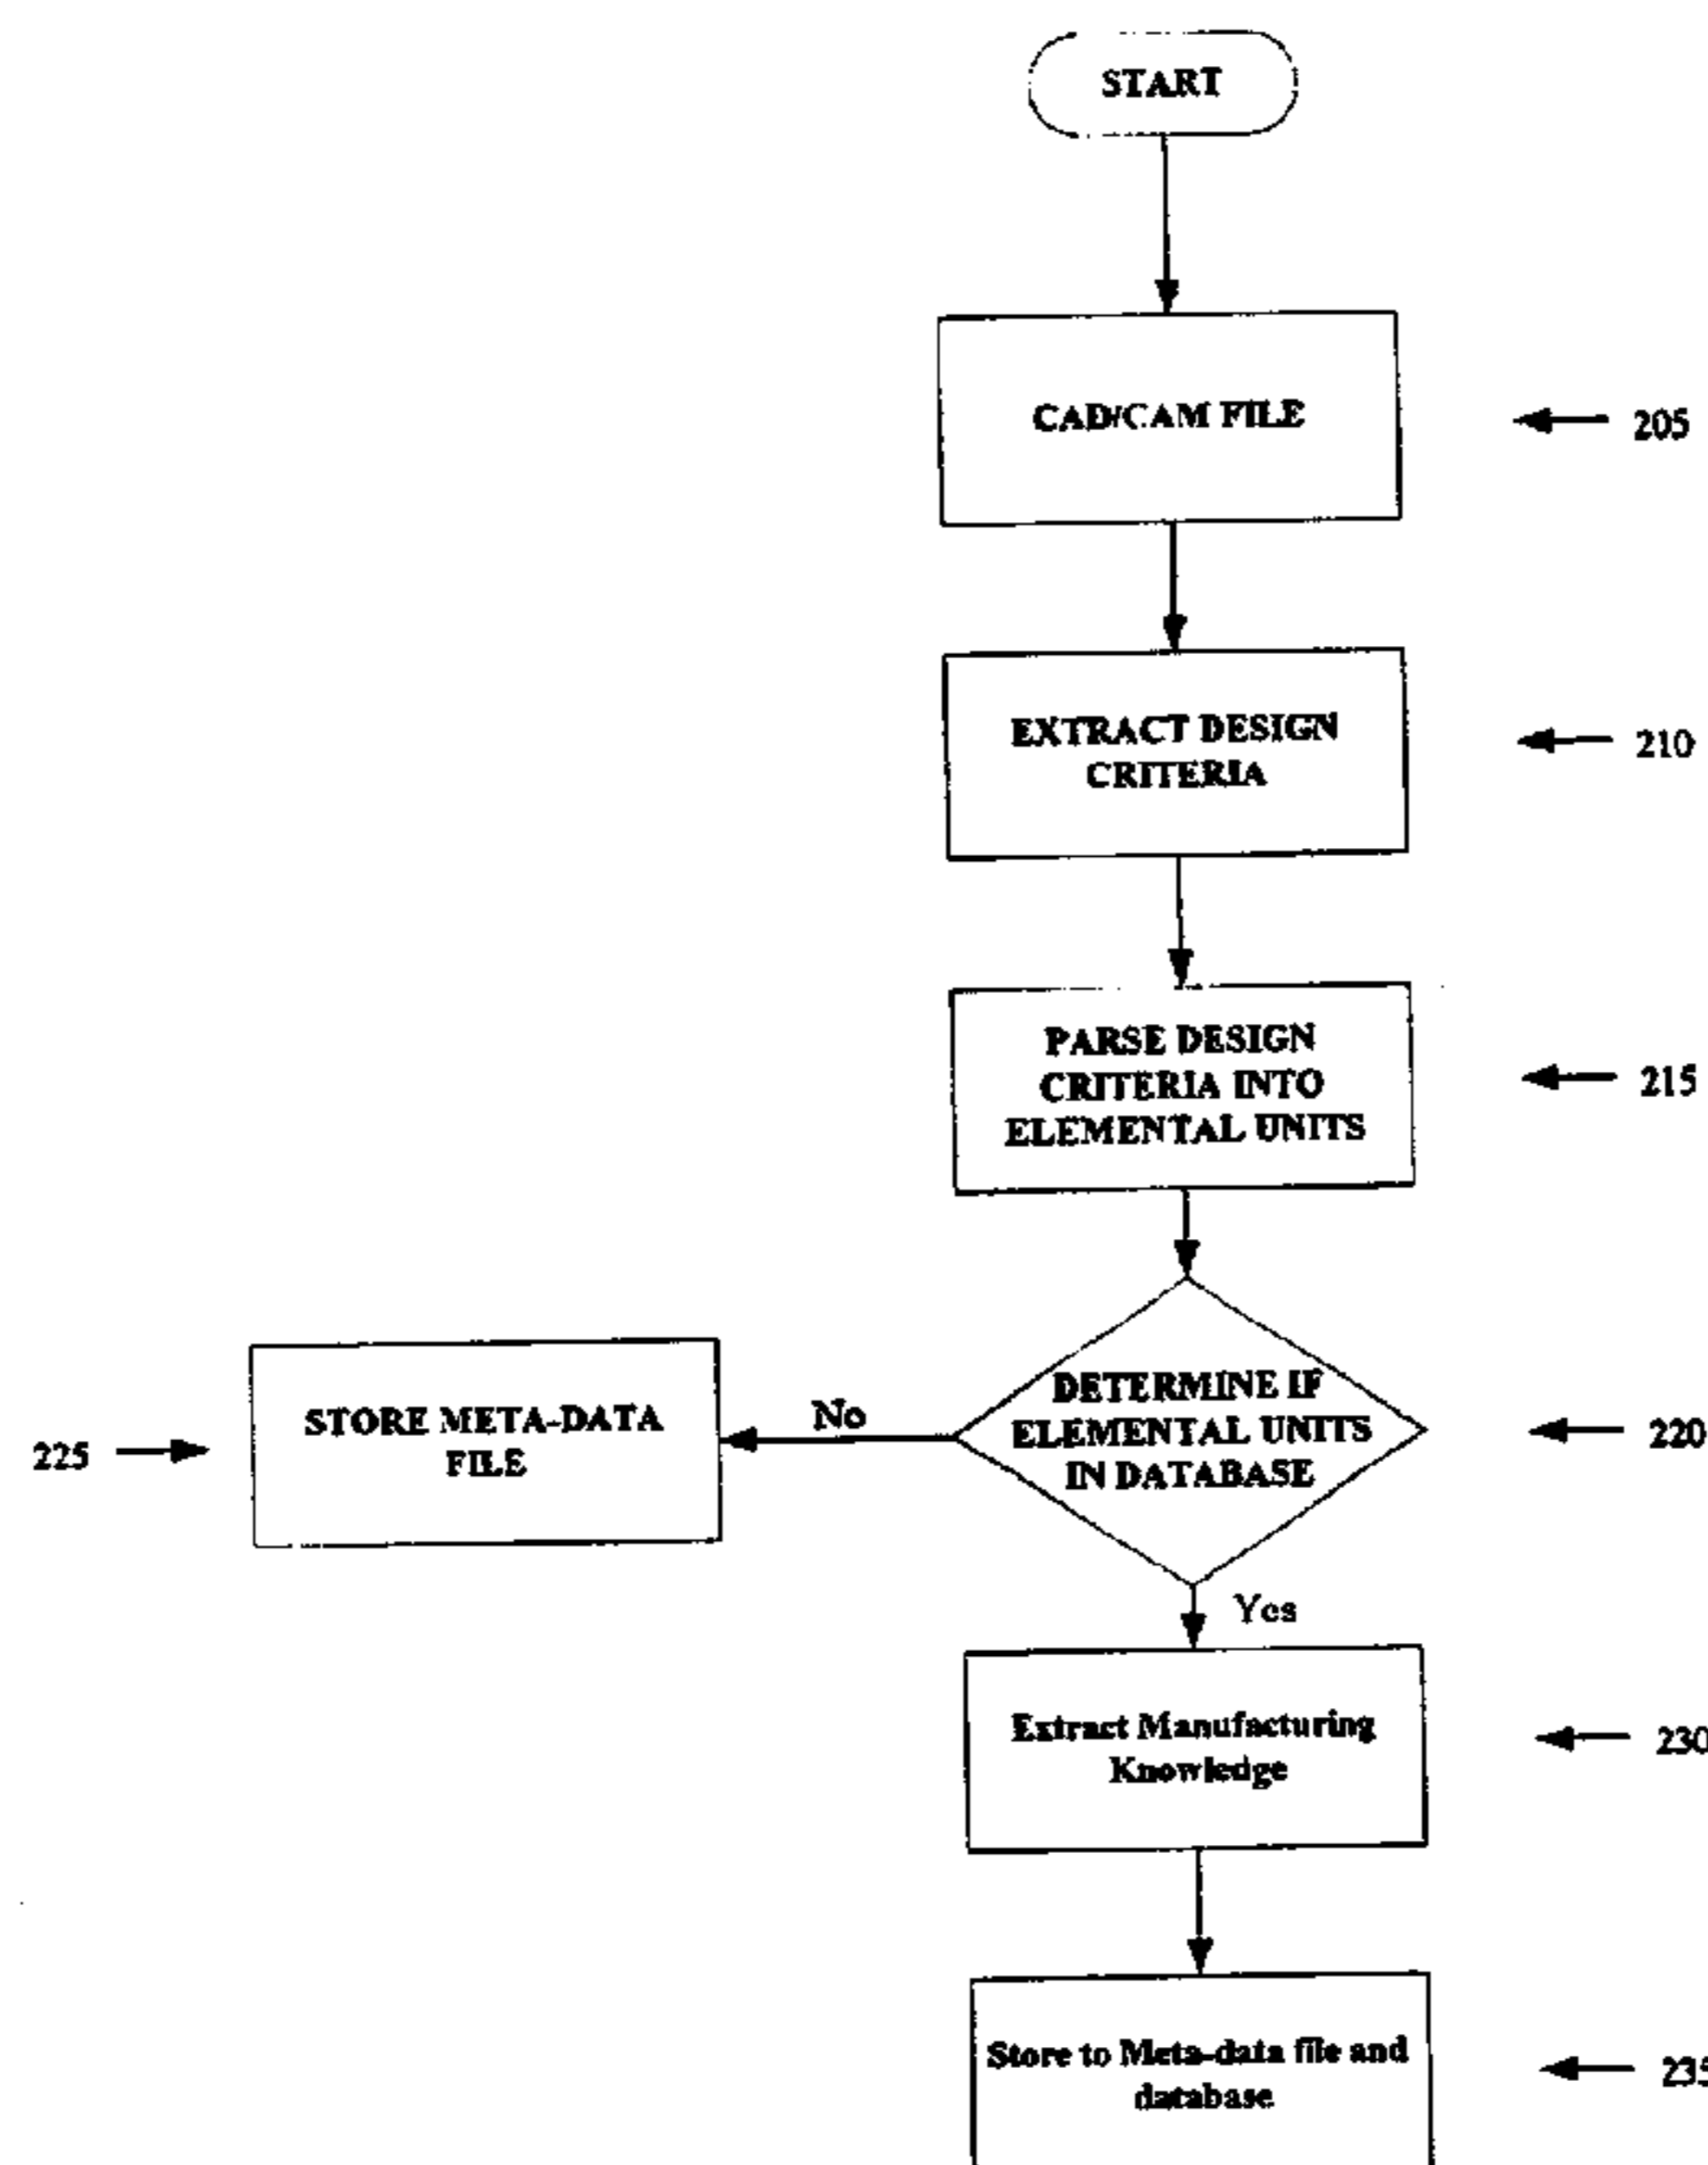 START
CAD/CAM FILE
205
EXTRACT DESIGN
CRITERIA
210
PARSE DESIGN
CRITERIA INTO
ELEMENTAL UNITS
215
DETERMINE IF
ELEMENTAL UNITS
IN DATABASE
220
No
STORE META-DATA
FILE
225
Yes
Extract Manufacturing
Knowledge
230
Store to Meta-data file and
database
235